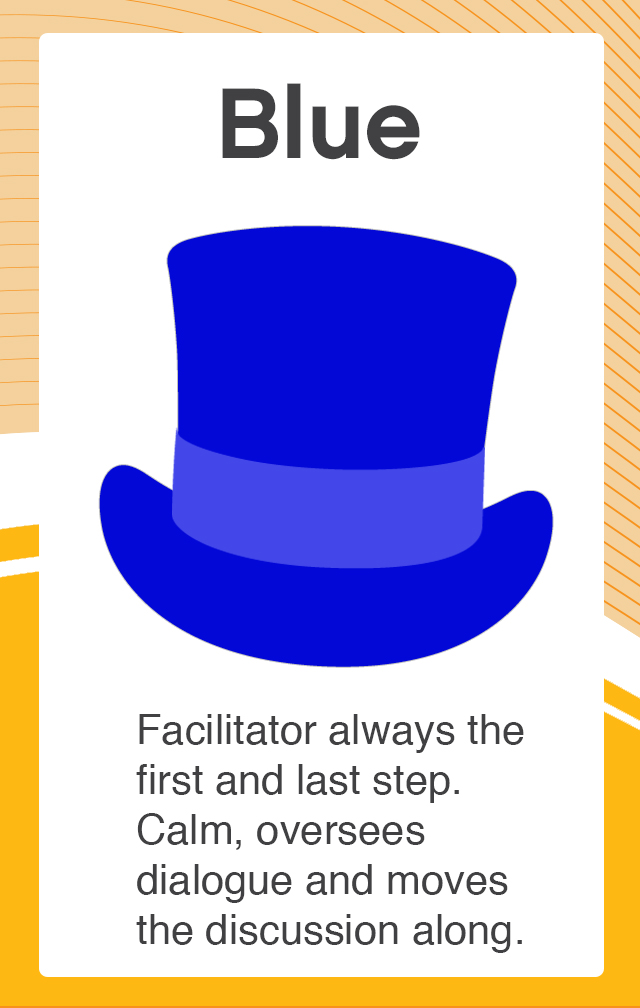 Blue
Facilitator always the
first and last step.
Calm, oversees
dialogue and moves
the discussion along.